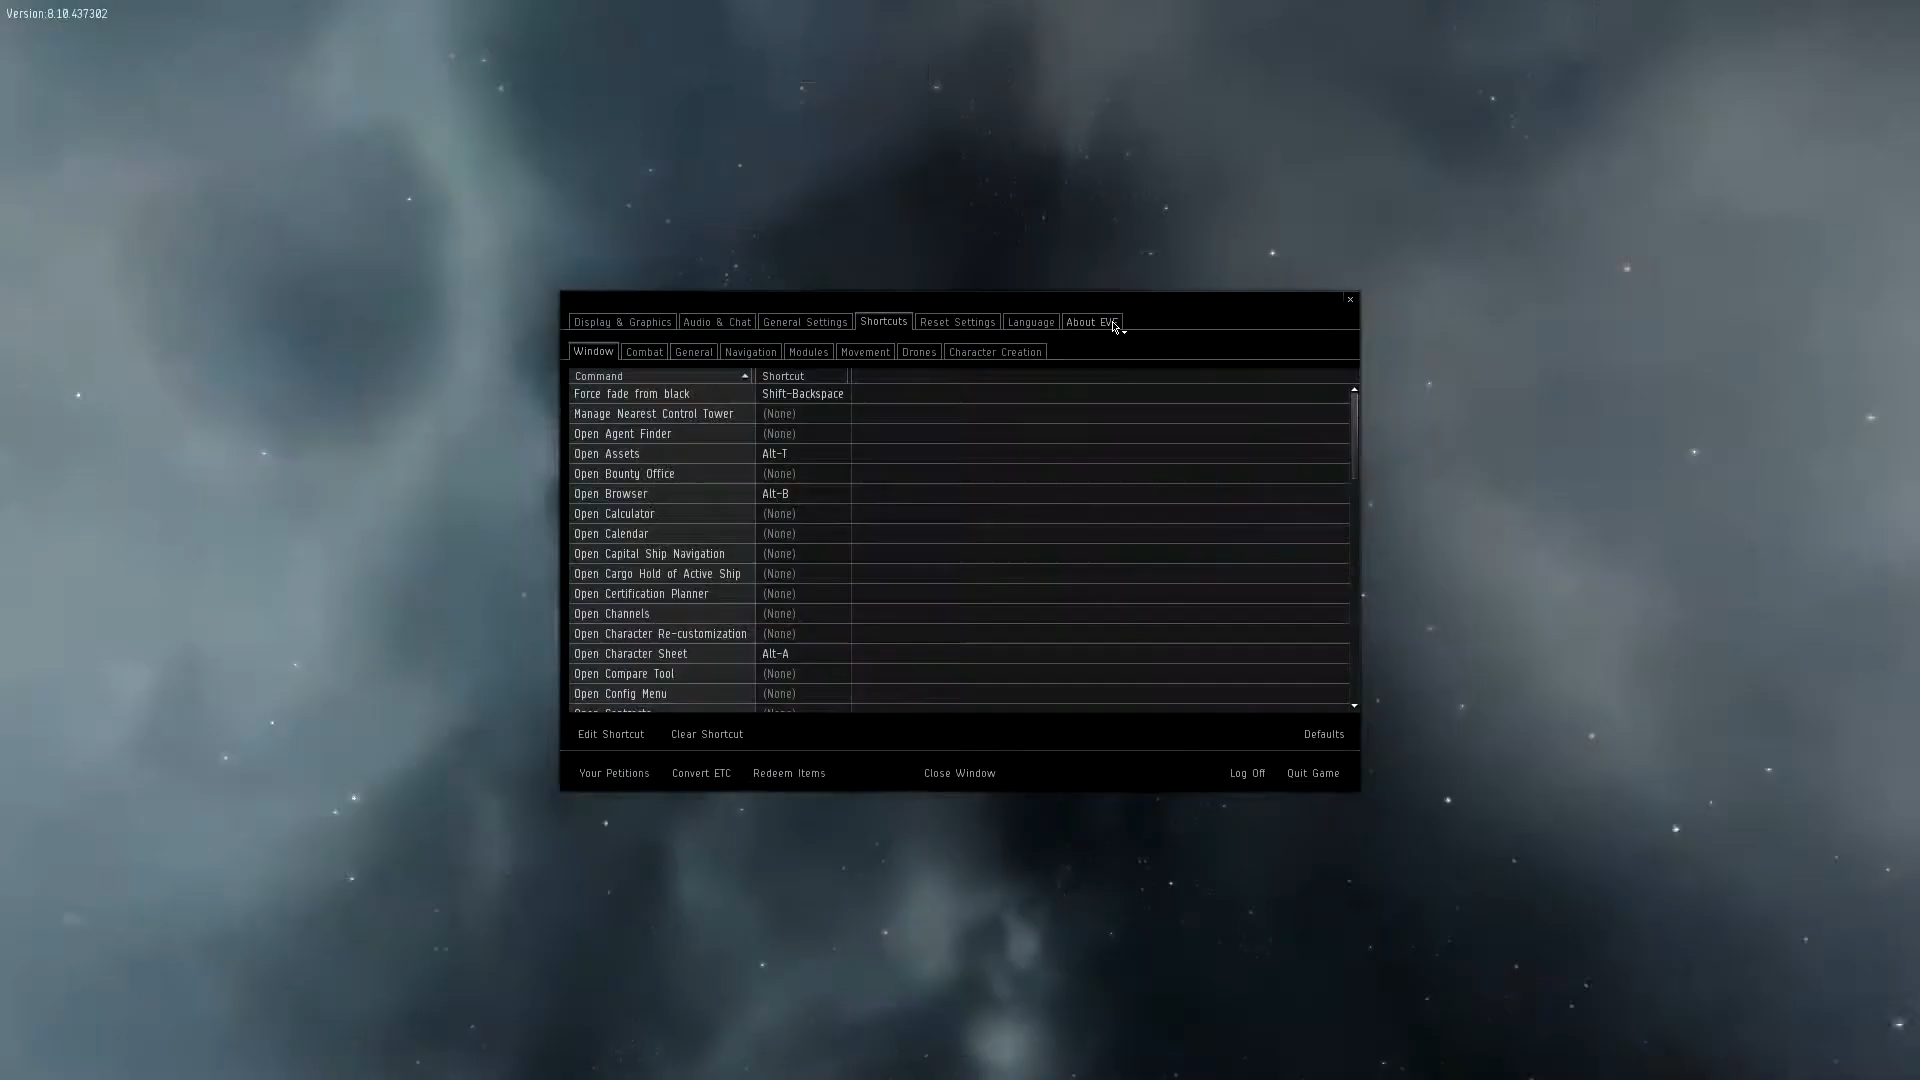 Version:8.10.437302
Display & Graphics Audio & Chat General Settings Shortcuts Reset Settings Language About EVE
Window Combat General Navigation Modules Movement Drones Character Creation
Command Shortcut
Force fade from black Shift-Backspace
Manage Nearest Control Tower (None)
Open Agent Finder (None)
Open Assets Alt-T
Open Bounty Office (None)
Open Browser Alt-B
Open Calculator (None)
Open Calendar (None)
Open Capital Ship Navigation (None)
Open Cargo Hold of Active Ship (None)
Open Certification Planner (None)
Open Channels (None)
Open Character Re-customization (None)
Open Character Sheet Alt-A
Open Compare Tool (None)
Open Config Menu (None)
Edit Shortcut Clear Shortcut Defaults
Your Petitions Convert ETC Redeem Items Close Window Log Off Quit Game